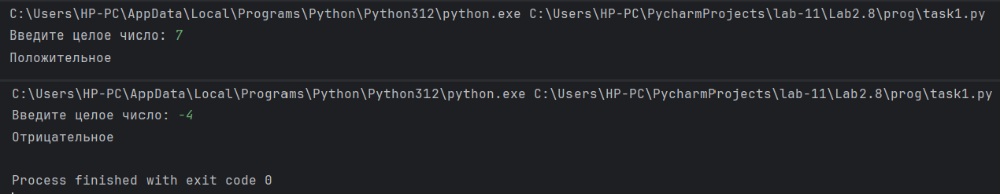 C:\Users\HP-PC\AppData\Local\Programs\Python\Python312\python.exe C:\Users\HP-PC\PycharmProjects\lab-11\Lab2.8\prog\task1.py
Введите целое число: 7
Положительное
C:\Users\HP-PC\AppData\Local\Programs\Python\Python312\python.exe C:\Users\HP-PC\PycharmProjects\lab-11\Lab2.8\prog\task1.py
Введите целое число: -4
Отрицательное
Process finished with exit code 0